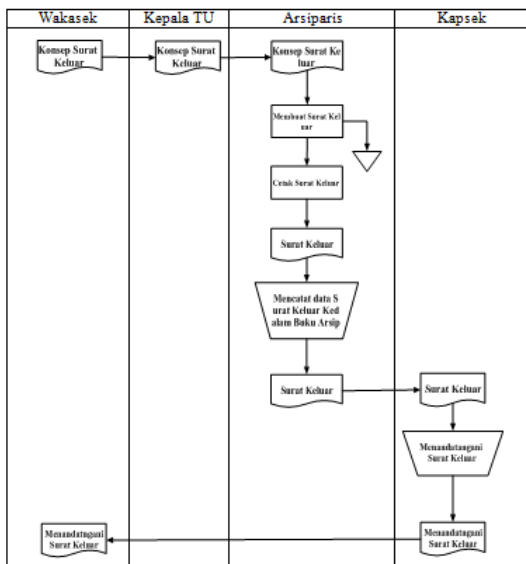 Wakasek
Kepala TU
Arsiparis
Kapsek
Konsep Surat
Keluar
Konsep Surat
Keluar
Konsep Surat Ke
luar
Membuat Surat Kel
uar
Cetak Surat Keluar
Surat Keluar
Mencatat data S
urat Keluar Ked
alam Buku Arsip
Surat Keluar
Surat Keluar
Menandatangani
Surat Keluar
Menandatngani
Surat Keluar
Menandatangani
Surat Keluar